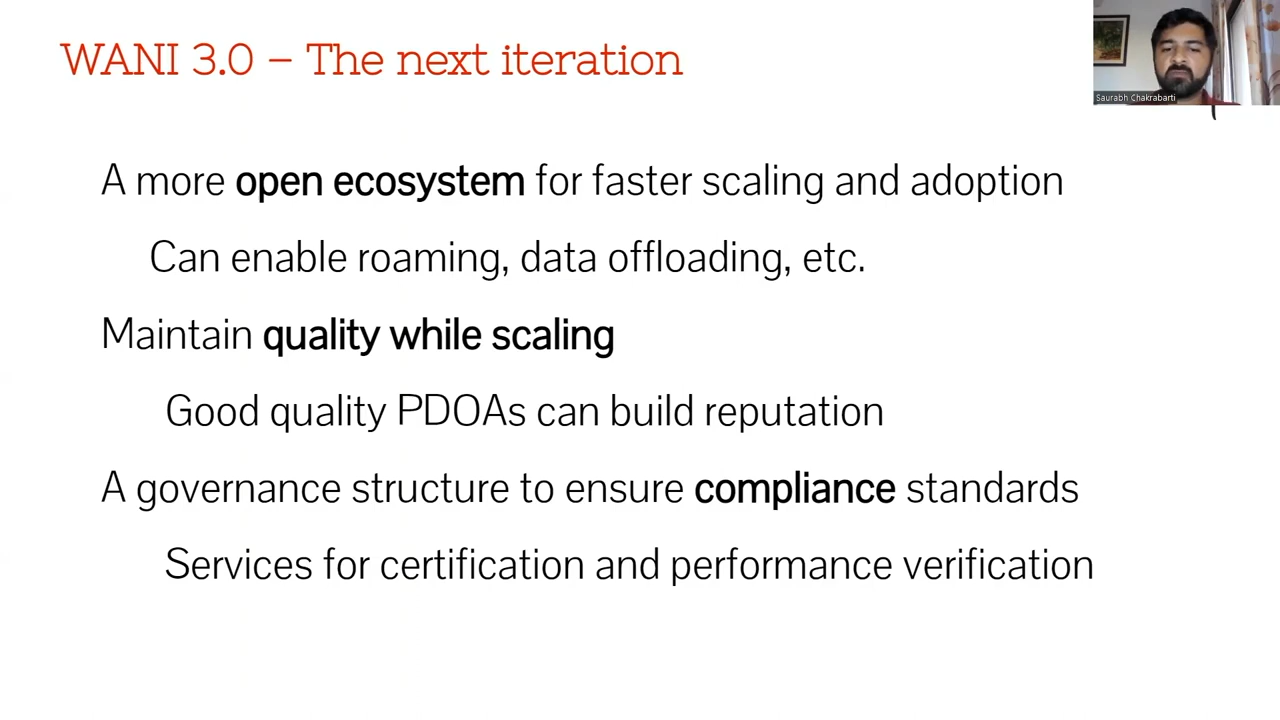 WANI 3.0 – The next iteration
Saurabh Chakrabarti
A more open ecosystem for faster scaling and adoption
Can enable roaming, data offloading, etc.
Maintain quality while scaling
Good quality PDOAs can build reputation
A governance structure to ensure compliance standards
Services for certification and performance verification